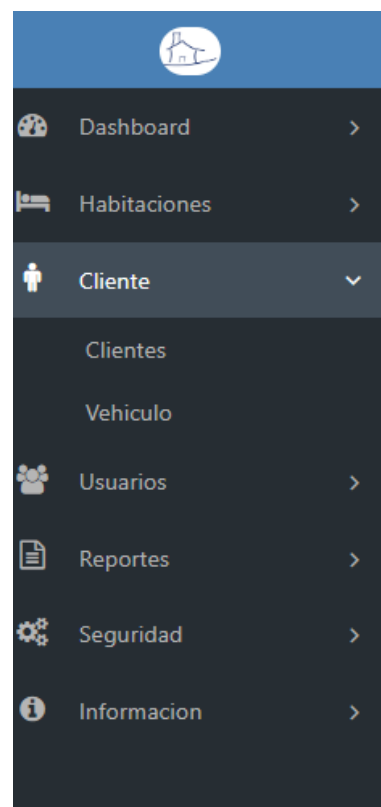 Dashboard
Habitaciones
Cliente
Clientes
Vehiculo
Usuarios
Reportes
Seguridad
Informacion